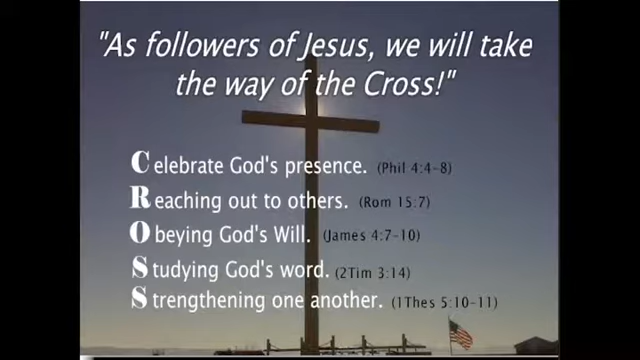 "As followers of Jesus, we will take
the way of the Cross!"
Celebrate God's presence. (Phil 4:4-8)
Reaching out to others. (Rom 15:7)
Obeying God's Will. (James 4:7-10)
Studying God's word. (2Tim 3:14)
Strengthening one another. (1Thes 5:10-11)